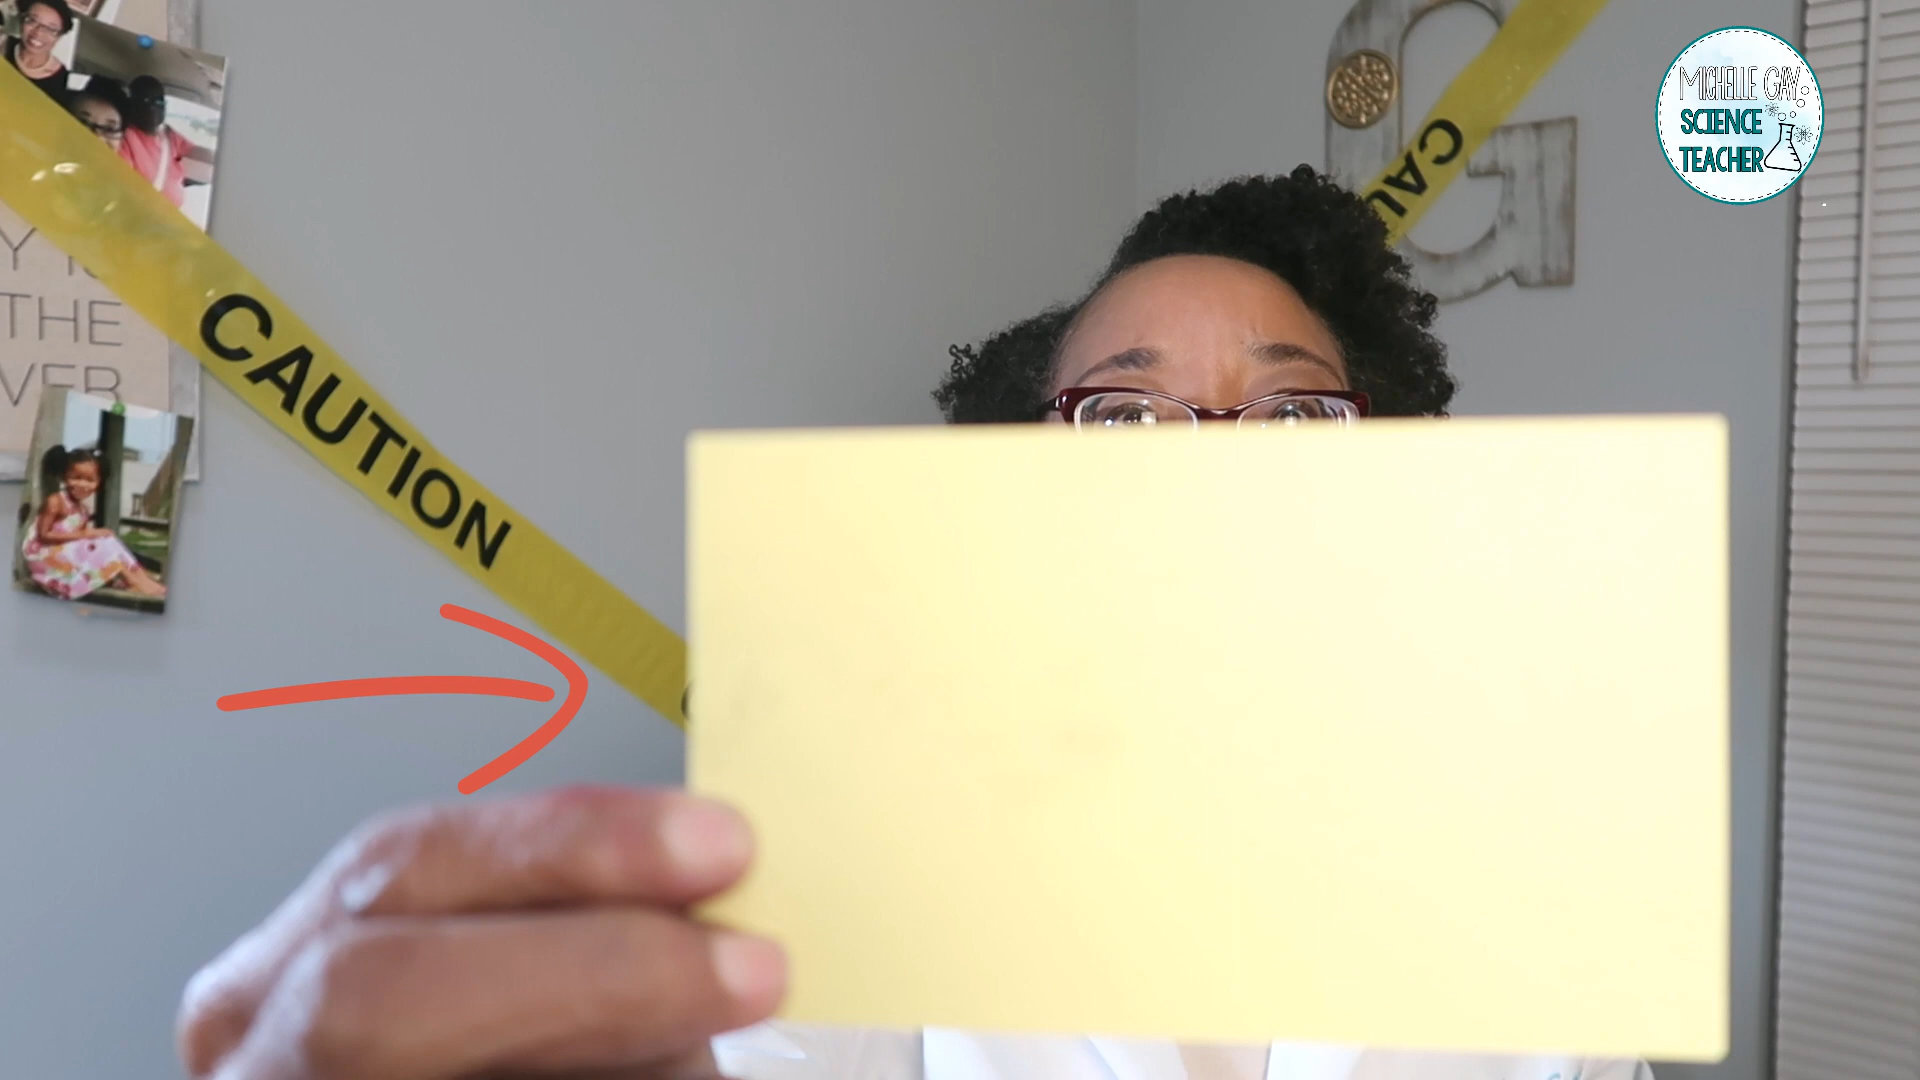 CAUTION
CAU
THE
G
MICHELLE GAY
SCIENCE
TEACHER